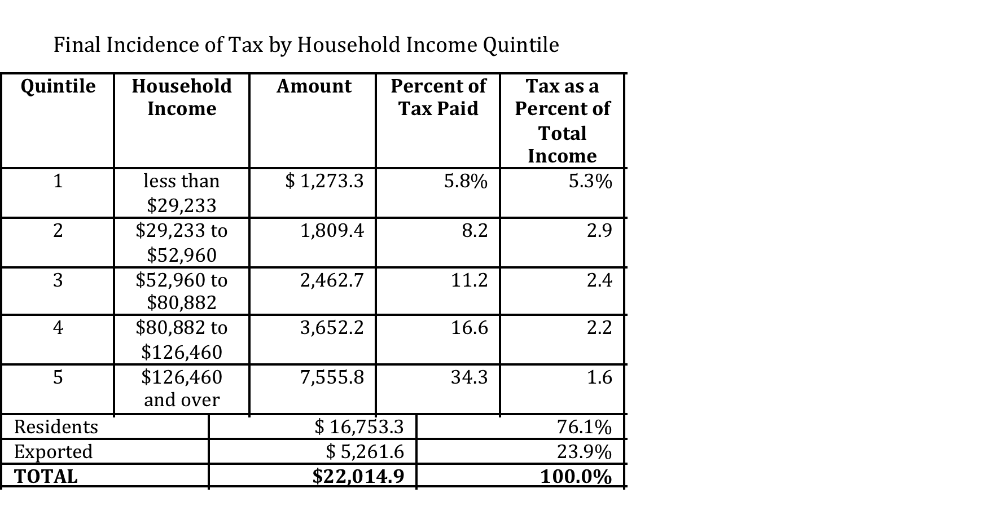 Final Incidence of Tax by Household Income Quintile
Quintile Household Income Amount Percent of Tax Paid Tax as a Percent of Total Income
1 less than $29,233 $ 1,273.3 5.8% 5.3%
2 $29,233 to $52,960 1,809.4 8.2 2.9
3 $52,960 to $80,882 2,462.7 11.2 2.4
4 $80,882 to $126,460 3,652.2 16.6 2.2
5 $126,460 and over 7,555.8 34.3 1.6
Residents $ 16,753.3 76.1%
Exported $ 5,261.6 23.9%
TOTAL $22,014.9 100.0%